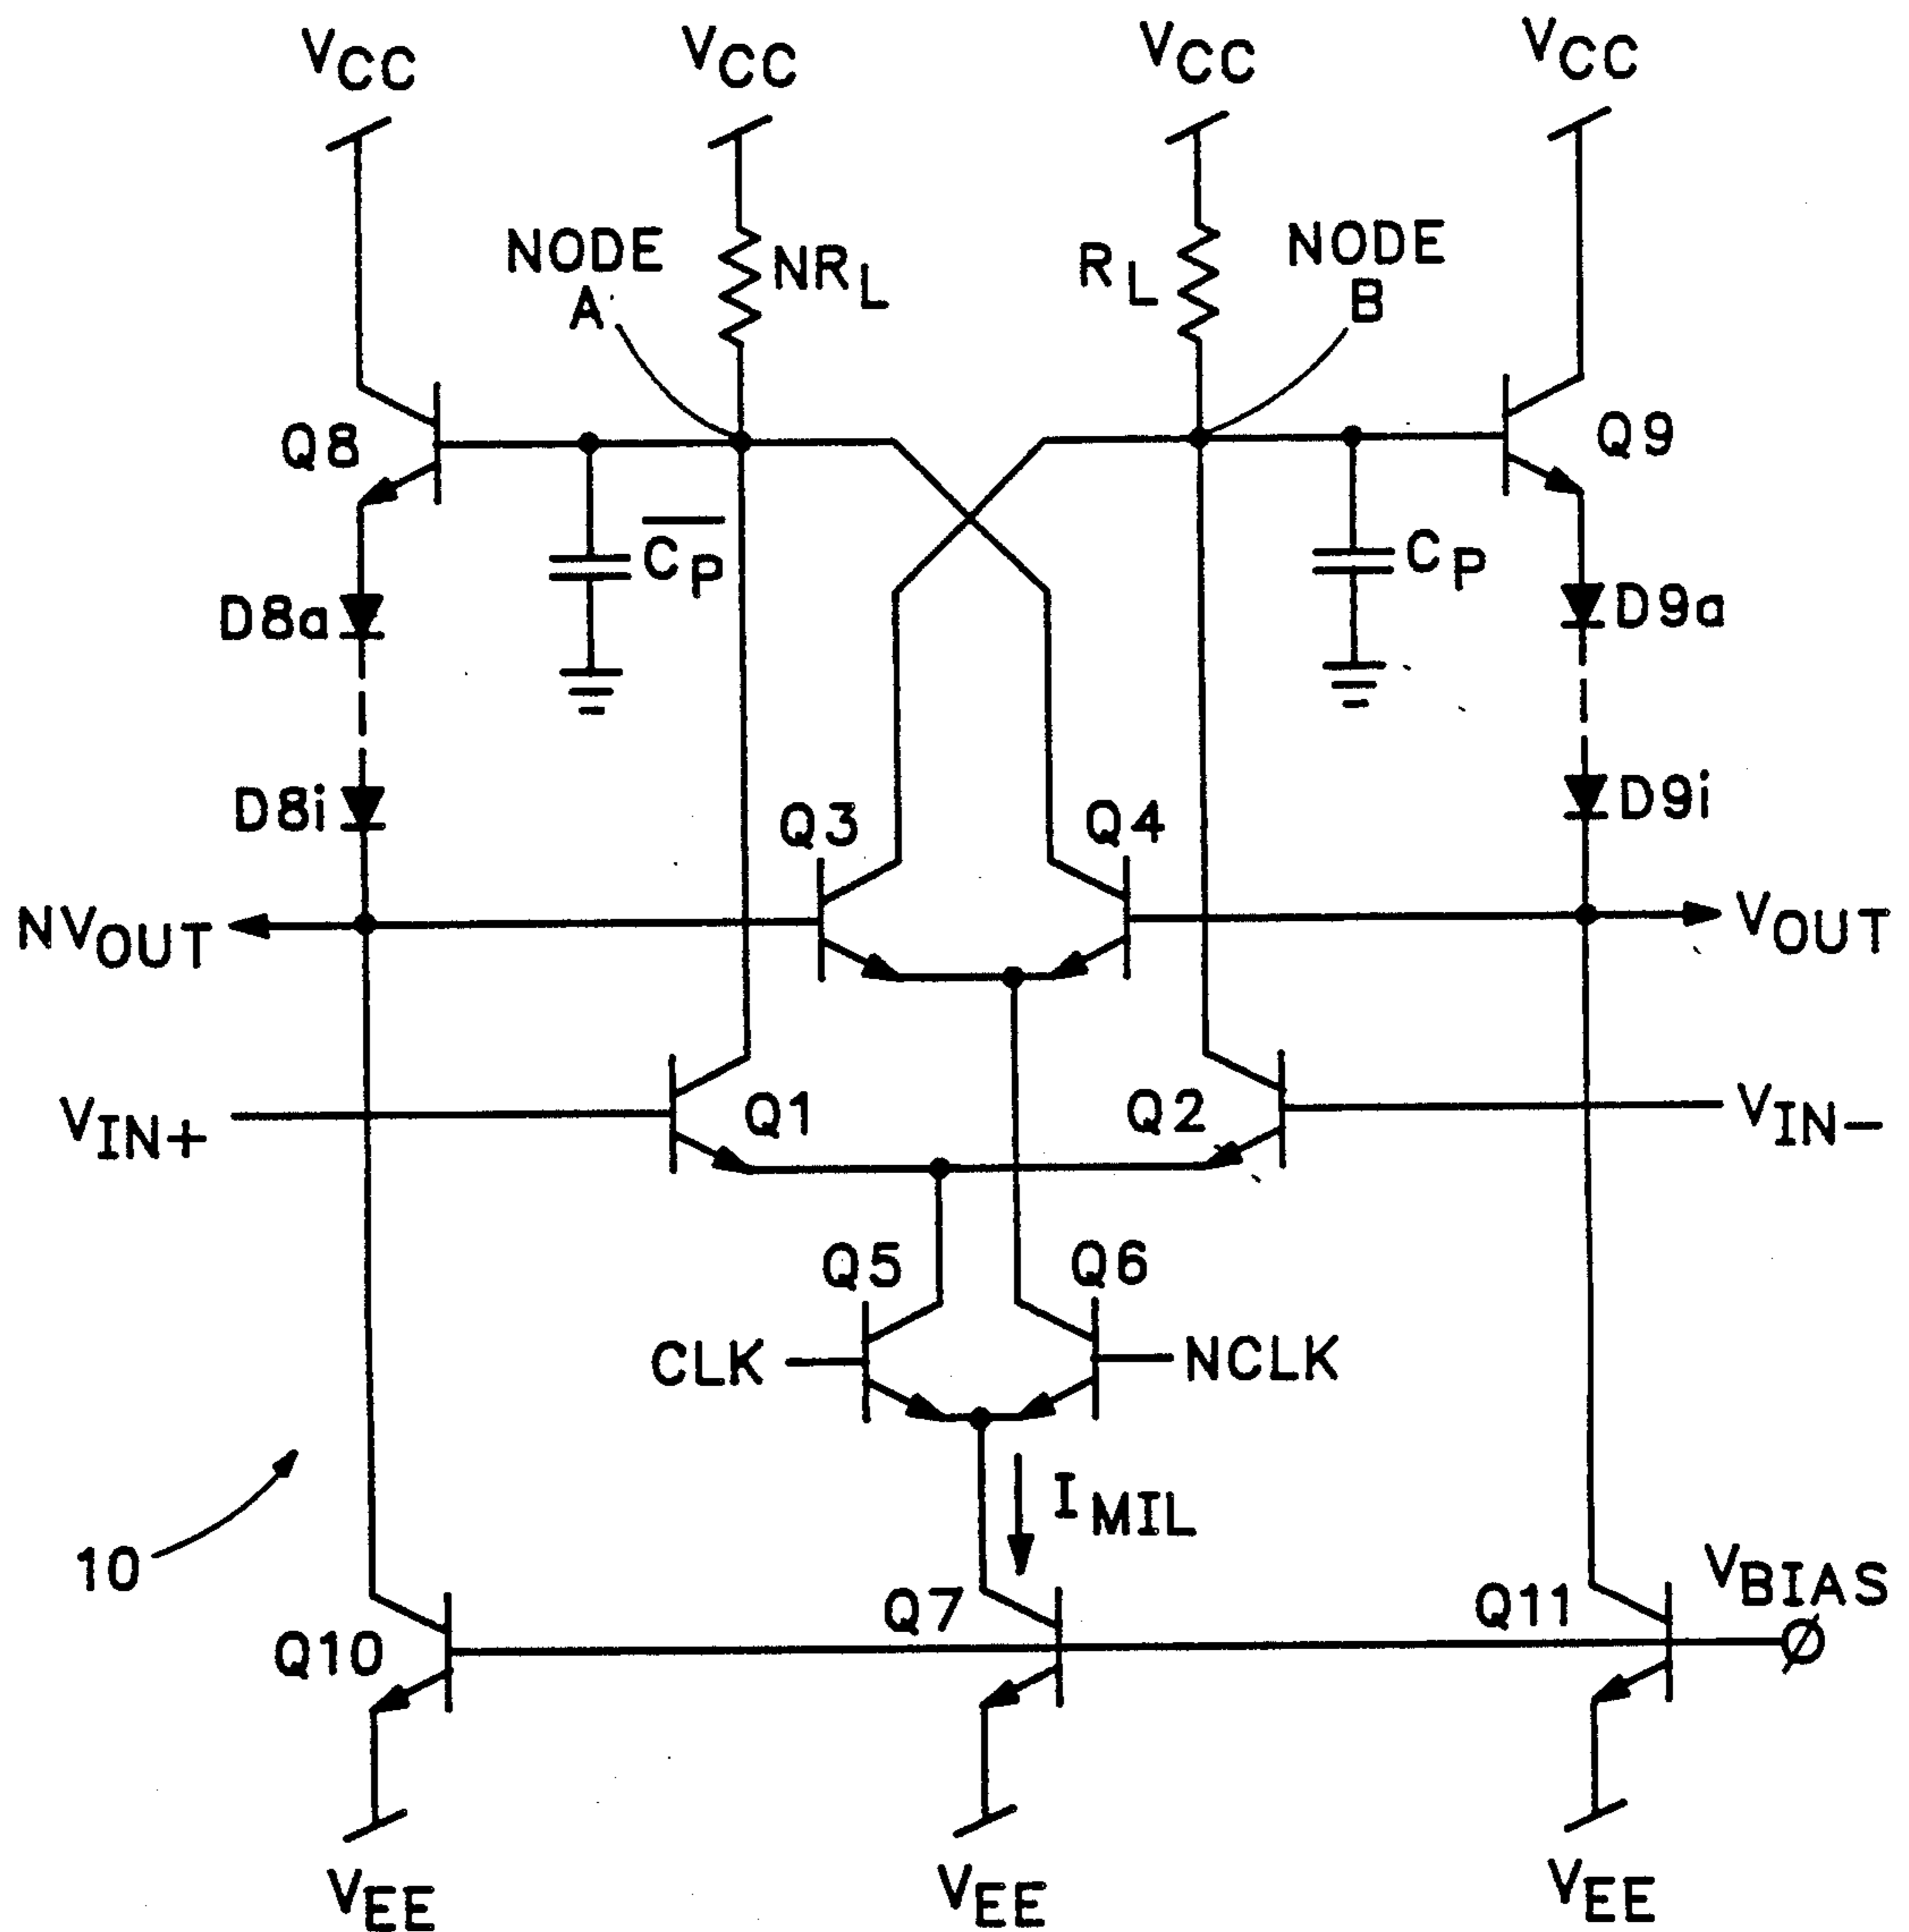 VCC VCC VCC VCC
NODE A
NRL
RL
NODE B
Q8
Q9
CP
CP
D8a
D9a
D8i
D9i
Q3
Q4
NVOUT
VOUT
VIN+
Q1
Q2
VIN-
Q5
Q6
CLK
NCLK
IMIL
10
Q7
Q11
VBIAS
Q10
VEE VEE VEE